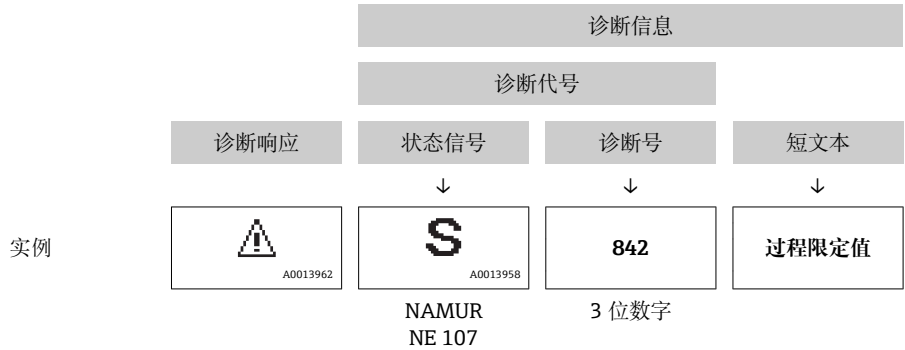 诊断信息
诊断代号
诊断响应 状态信号 诊断号 短文本
↓ ↓ ↓
实例 ⚠ S 842 过程限定值
A0013962 A0013958
NAMUR 3 位数字
NE 107